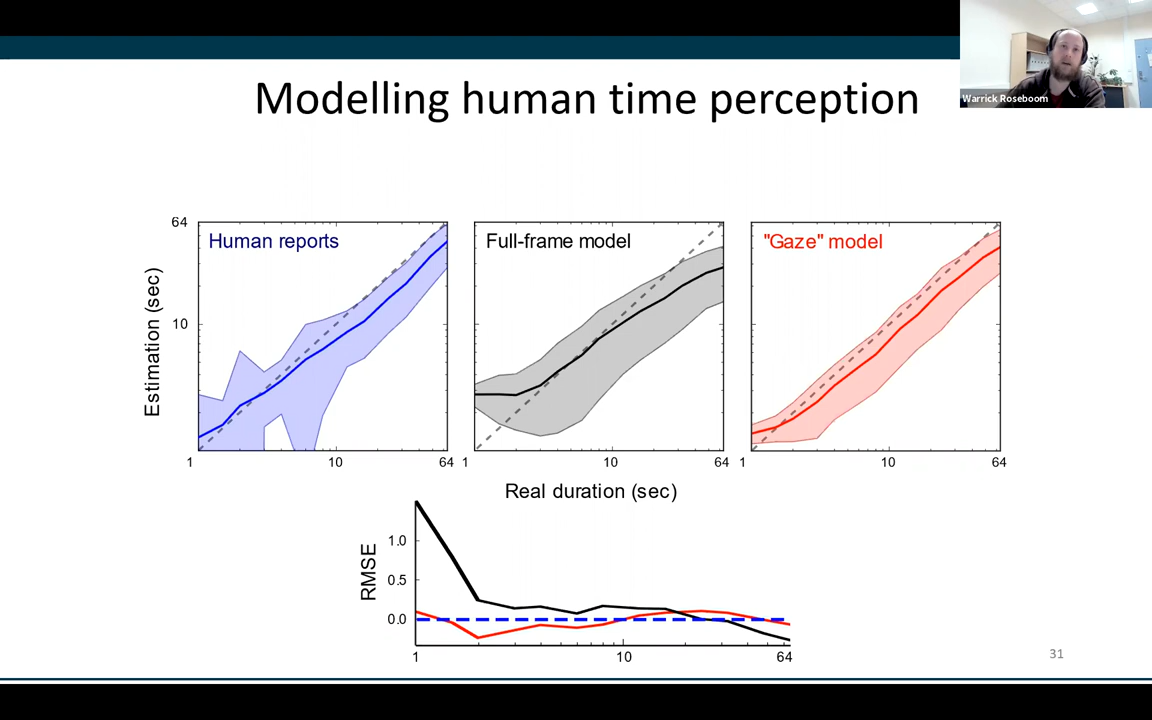 Modelling human time perception
Warrick Roseboom
64
Human reports
Full-frame model
"Gaze" model
10
Estimation (sec)
1
10
64
1
10
64
1
10
64
Real duration (sec)
RMSE
1.0
0.5
0.0
1
10
64
31